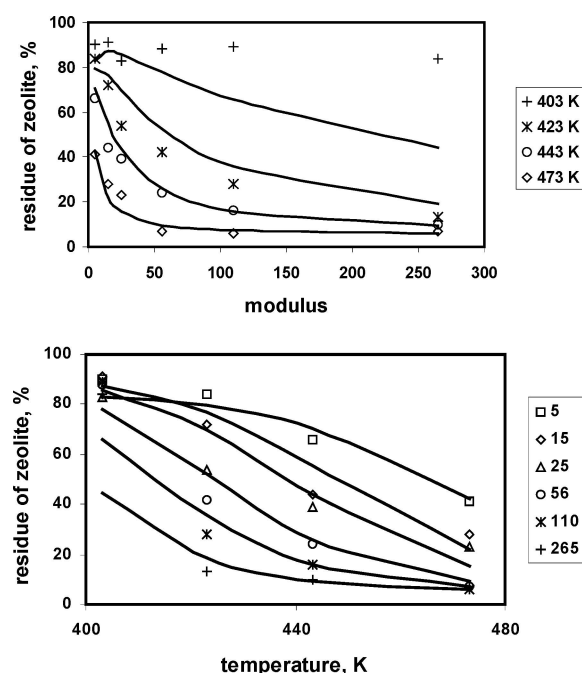 residue of zeolite, %
100
80
60
40
20
0
0 50 100 150 200 250 300
modulus
403 K
423 K
443 K
473 K
residue of zeolite, %
100
80
60
40
20
0
400 440 480
temperature, K
5
15
25
56
110
265